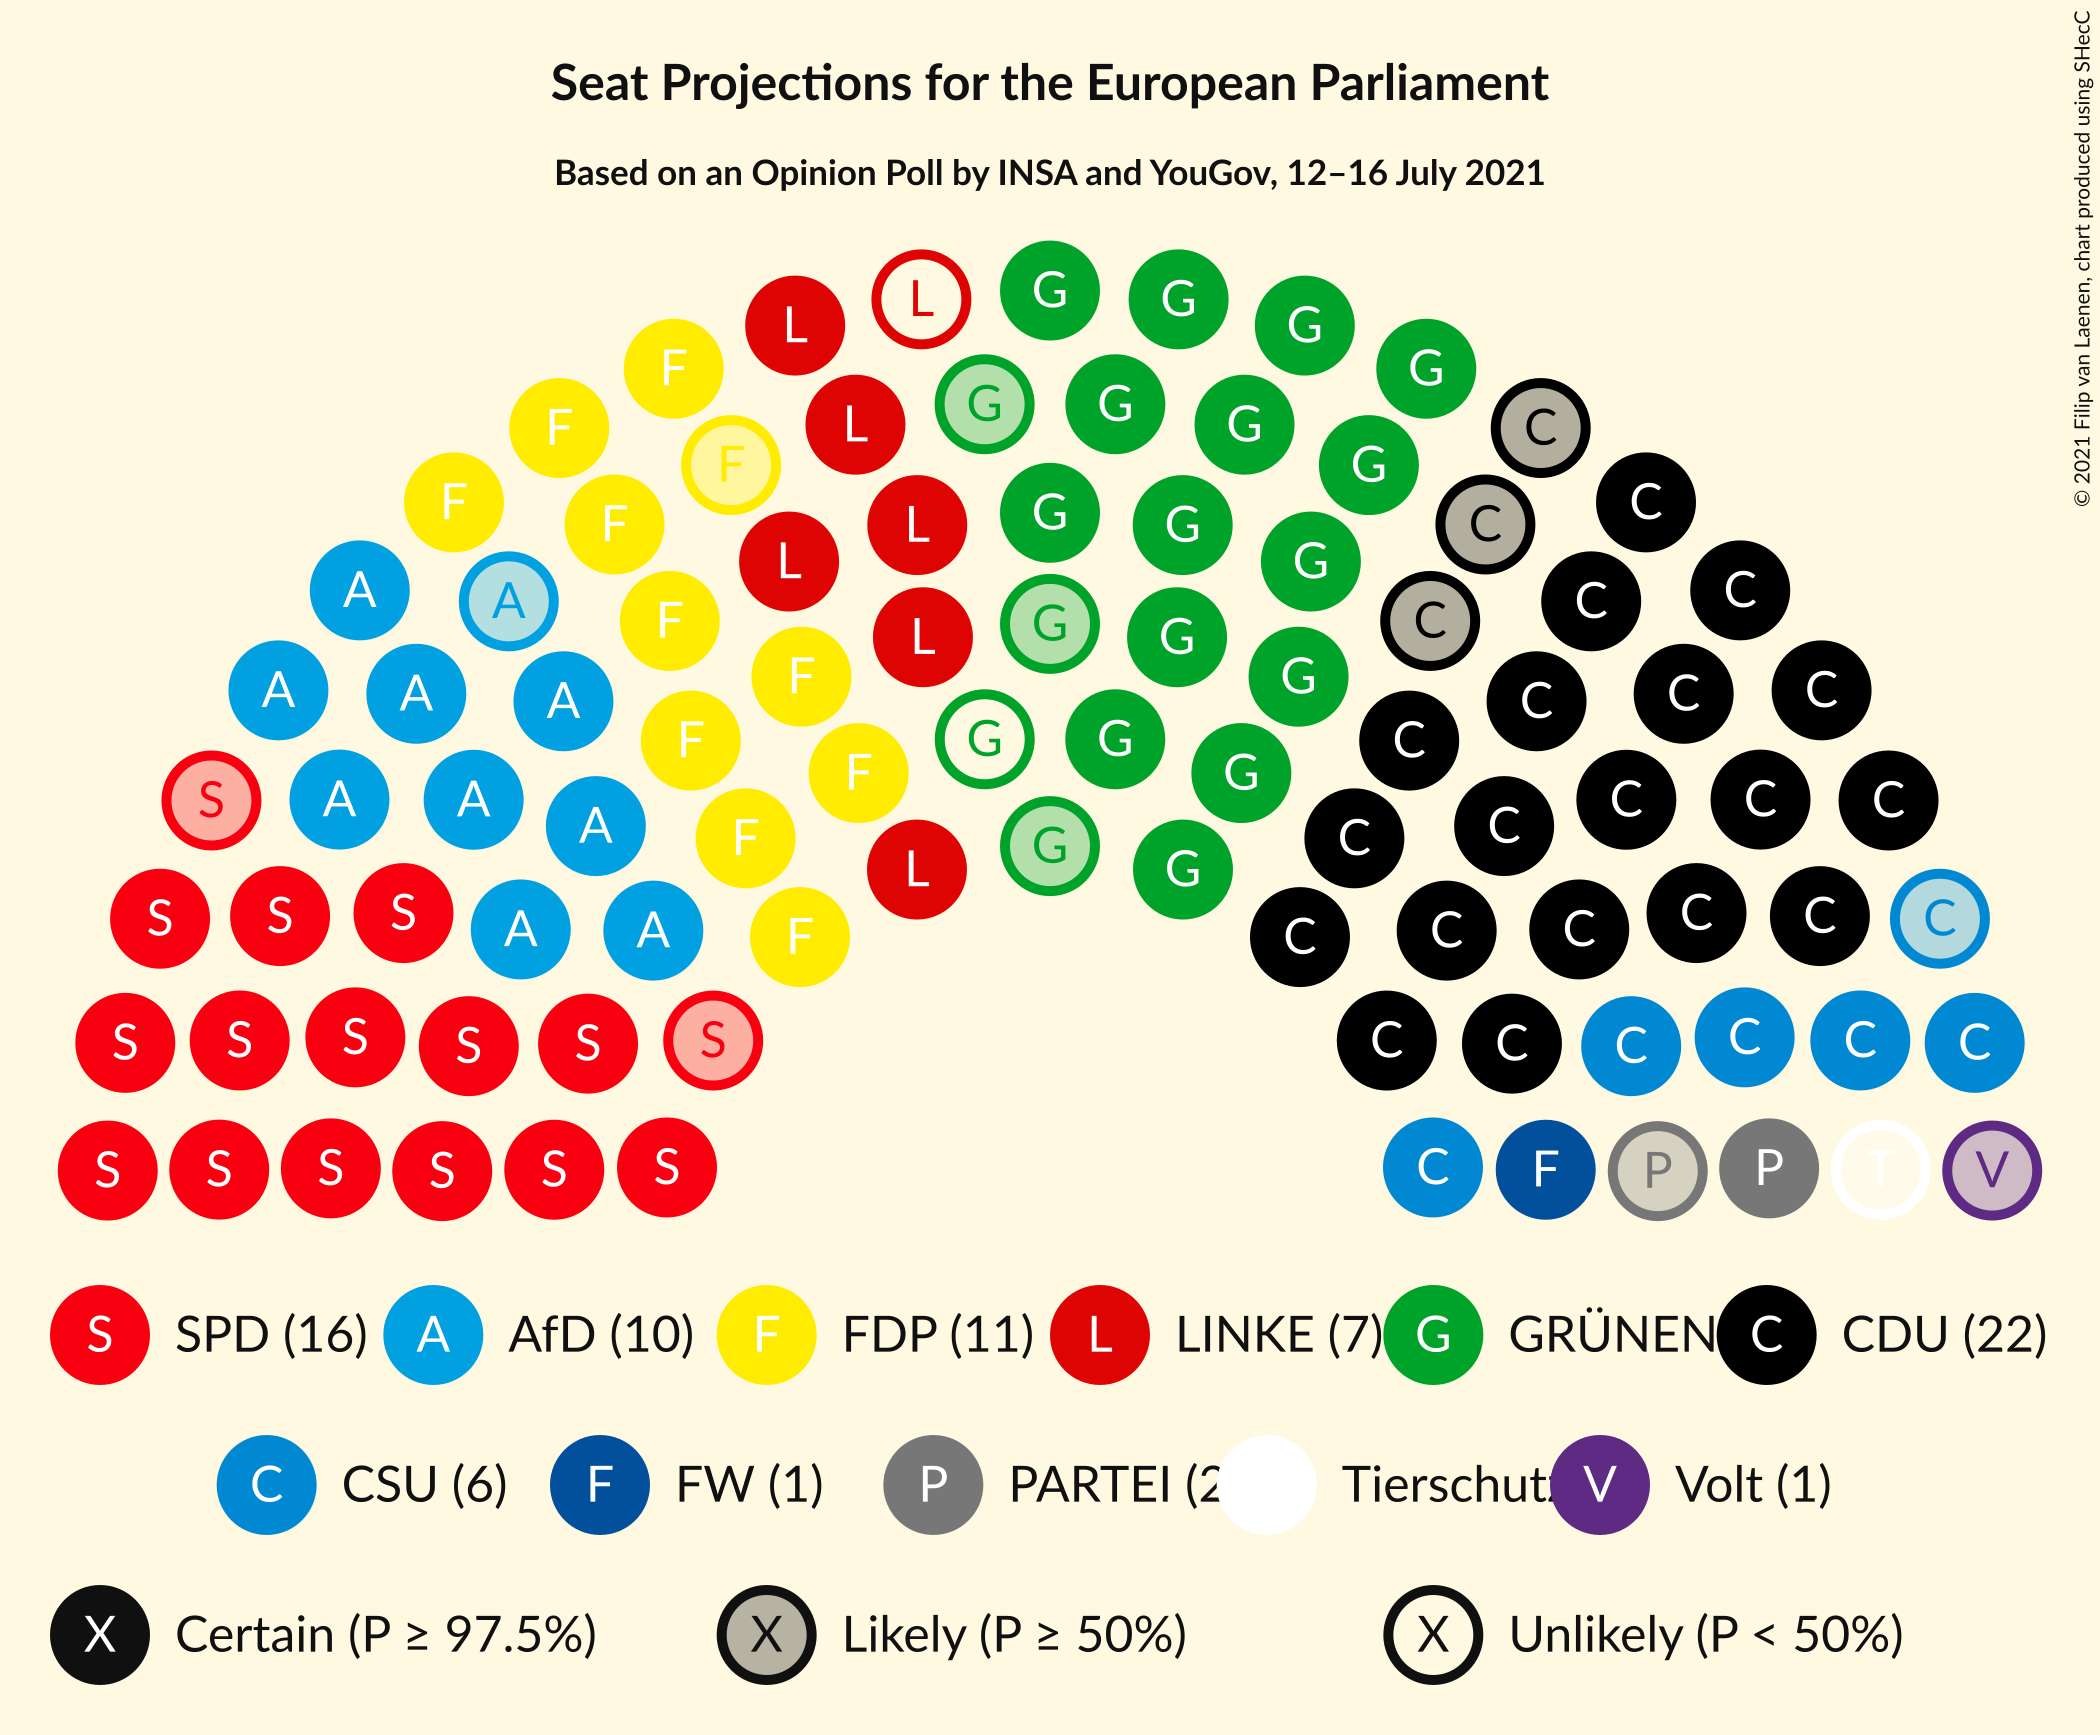 Seat Projections for the European Parliament
Based on an Opinion Poll by INSA and YouGov, 12–16 July 2021
© 2021 Filip van Laenen, chart produced using SHecC
L L G G G
F G
F L G G G C
F G
F F L G G C C
A A L G C C
F L G G C
A A A F G C C C
F G G C
S A A F G C C C
A F G C C
L G
S S S A A F C C C C C C
S S S S S S C C C C C C
S S S S S S C F P P T V
S SPD (16) A AfD (10) F FDP (11) L LINKE (7) G GRÜNEN C CDU (22)
C CSU (6) F FW (1) P PARTEI (2 Tierschutz V Volt (1)
X Certain (P ≥ 97.5%) X Likely (P ≥ 50%) X Unlikely (P < 50%)